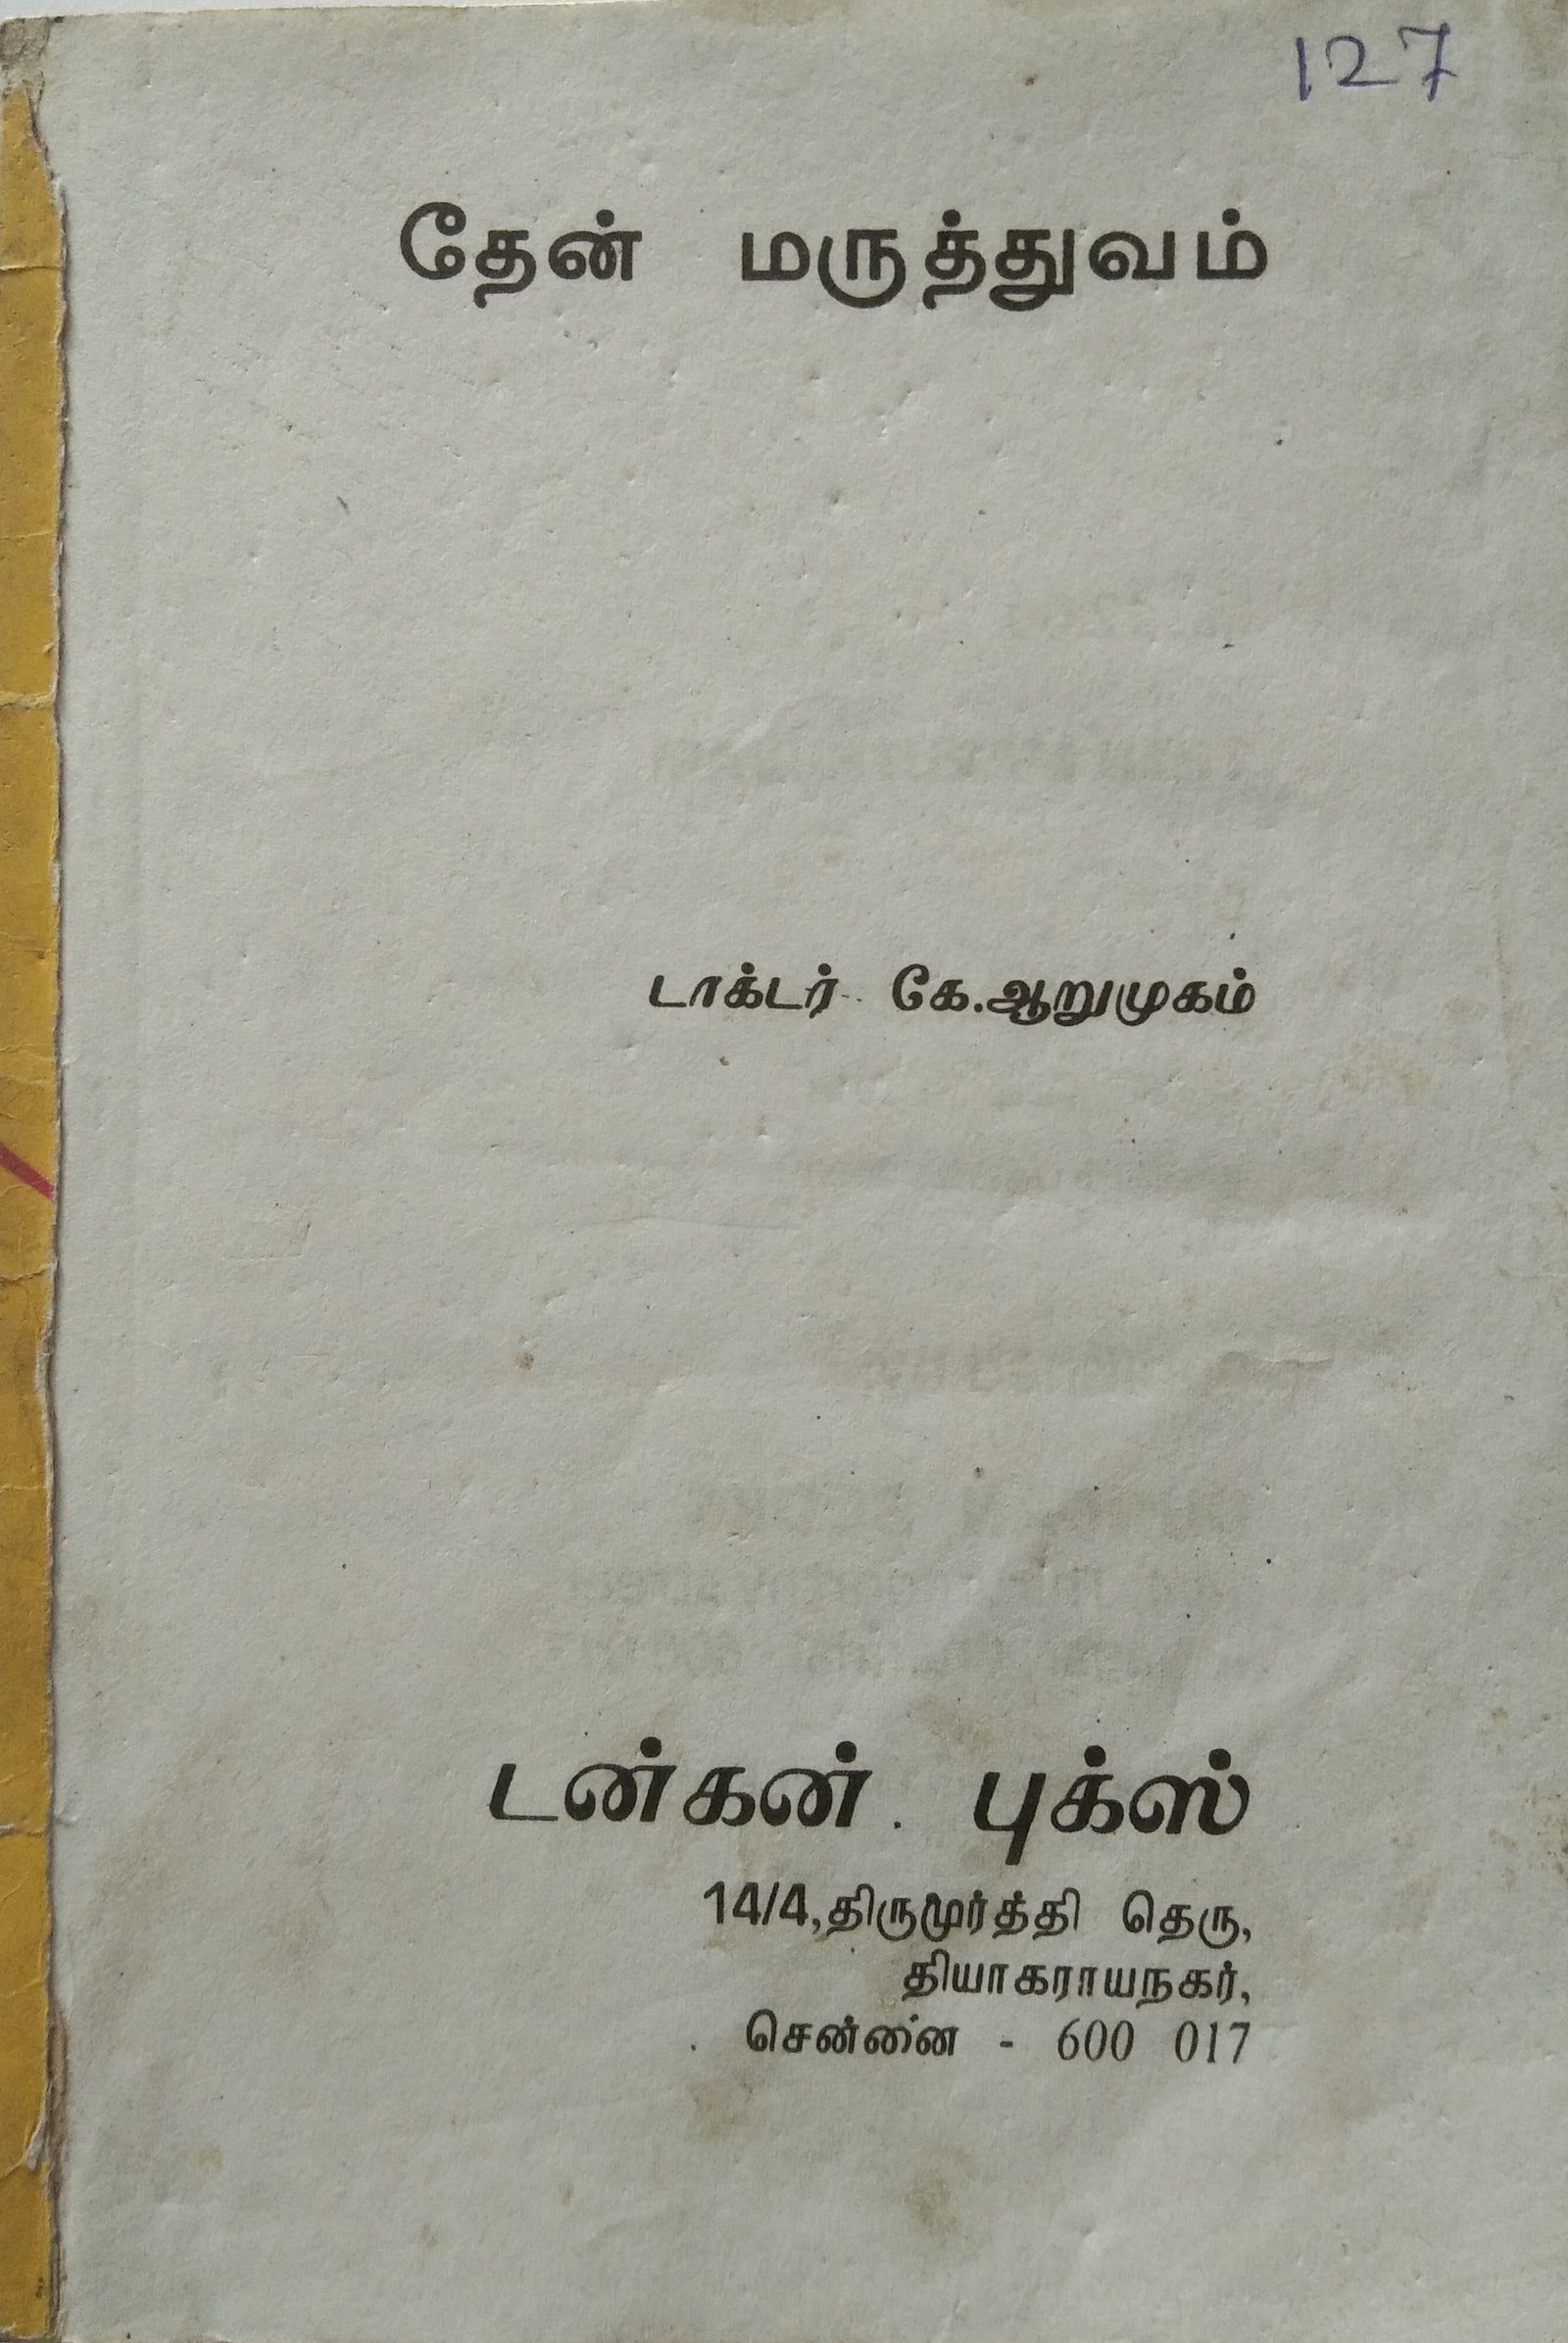 127
தேன் மருத்துவம்
டாக்டர் கே.ஆறுமுகம்
டன்கன் புக்ஸ்
14/4,திருமூர்த்தி தெரு,
தியாகராயநகர்,
சென்னை - 600 017